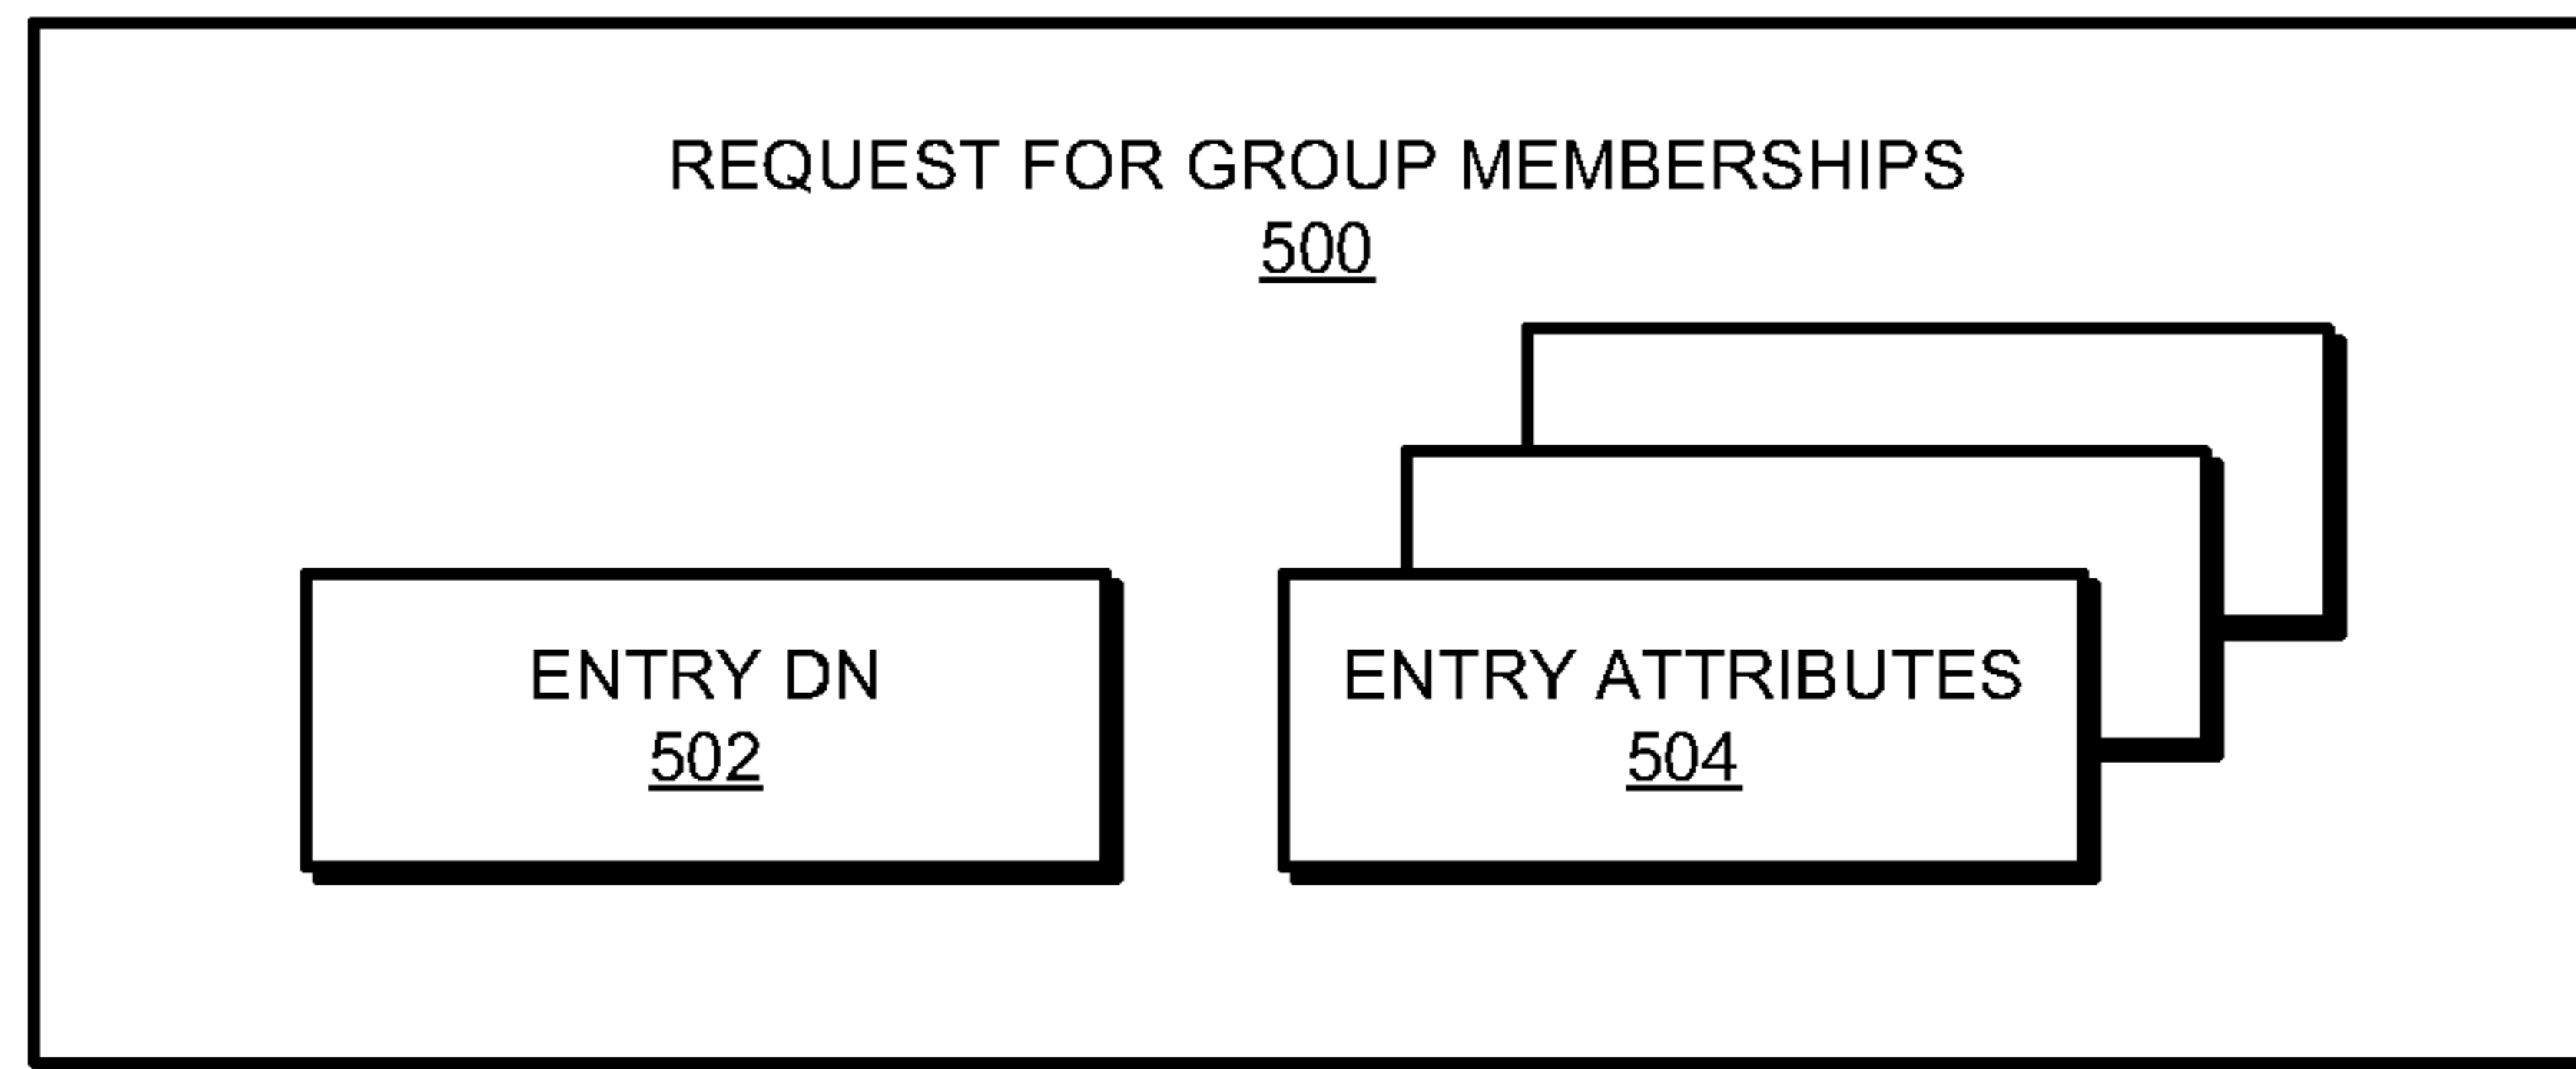 REQUEST FOR GROUP MEMBERSHIPS
500
ENTRY DN
502
ENTRY ATTRIBUTES
504